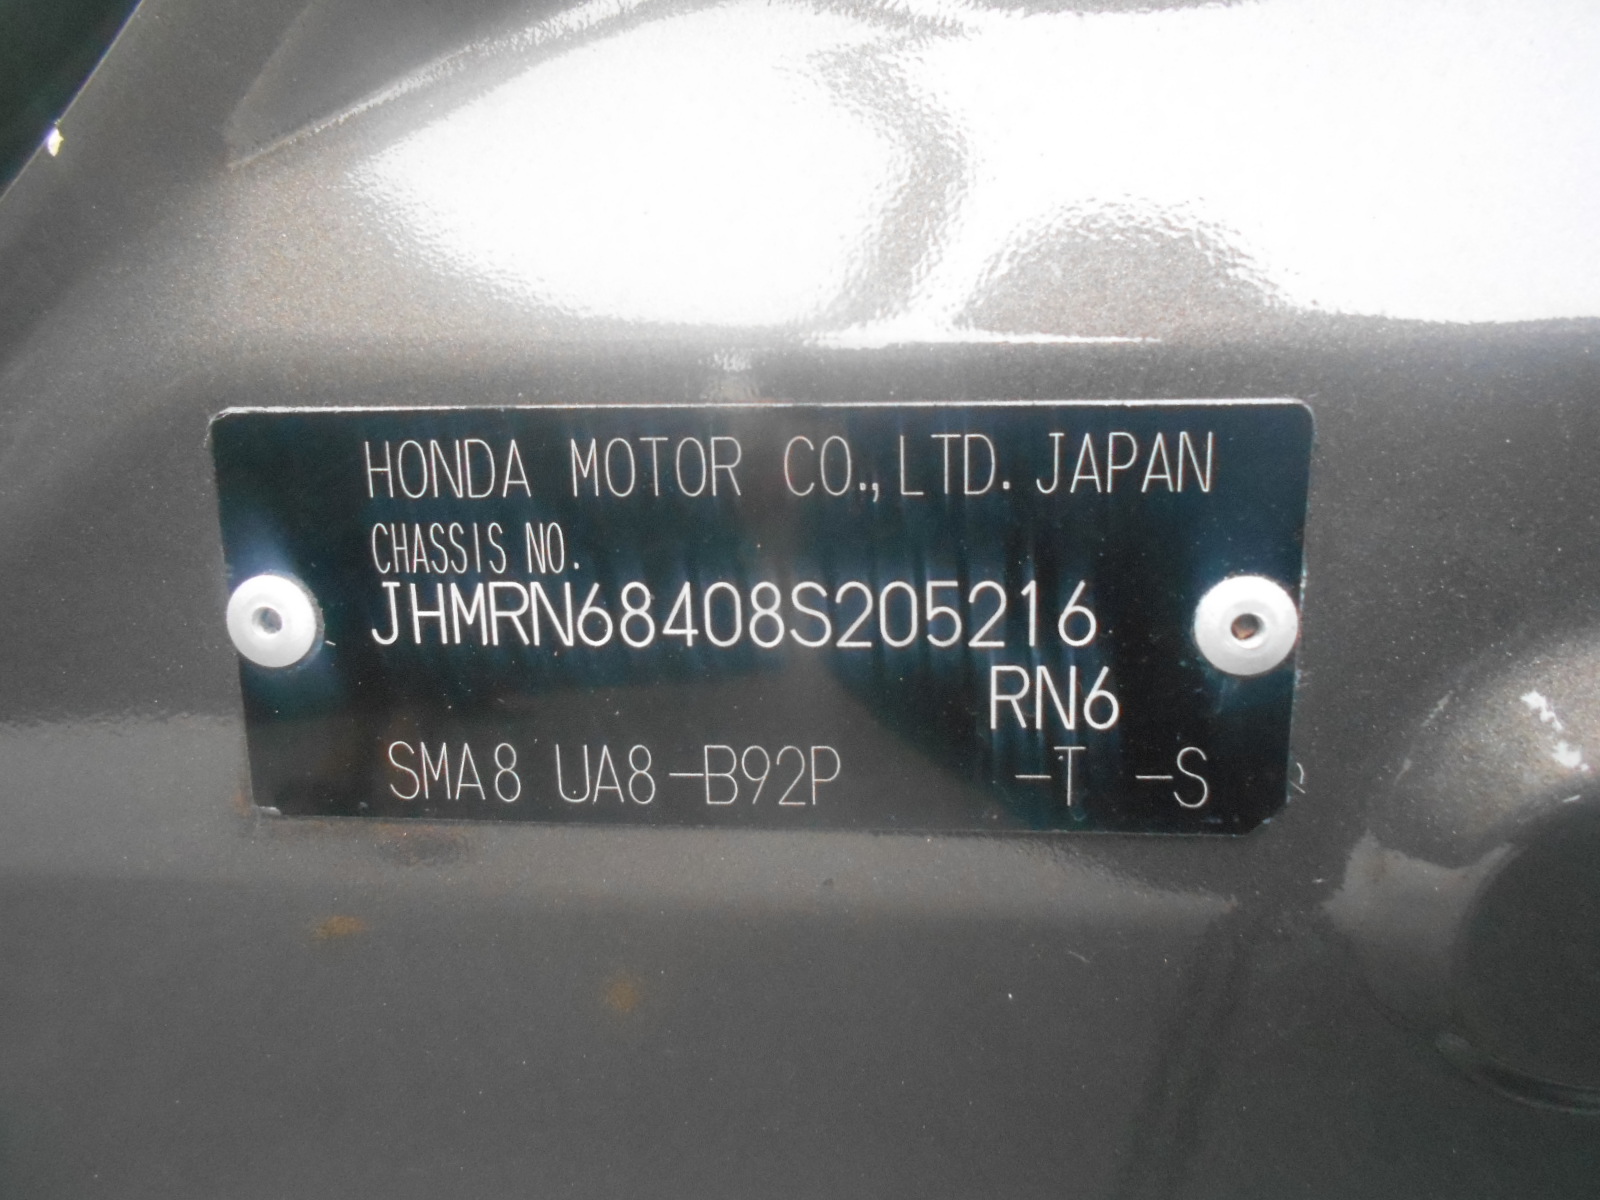 HONDA MOTOR CO.,LTD. JAPAN
CHASSIS NO.
JHMRN68408S205216
RN6
SMA8 UA8-B92P -T -S